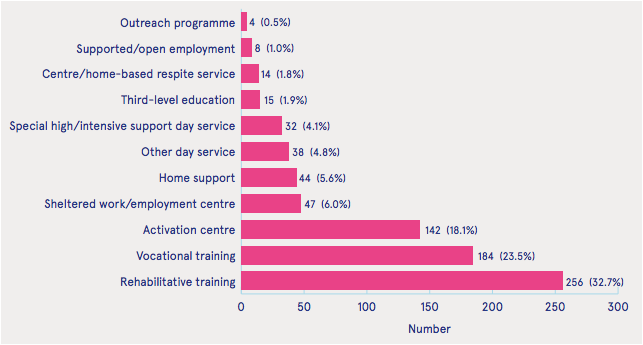 Outreach programme 4 (0.5%)
Supported/open employment 8 (1.0%)
Centre/home-based respite service 14 (1.8%)
Third-level education 15 (1.9%)
Special high/intensive support day service 32 (4.1%)
Other day service 38 (4.8%)
Home support 44 (5.6%)
Sheltered work/employment centre 47 (6.0%)
Activation centre 142 (18.1%)
Vocational training 184 (23.5%)
Rehabilitative training 256 (32.7%)
0 50 100 150 200 250 300
Number